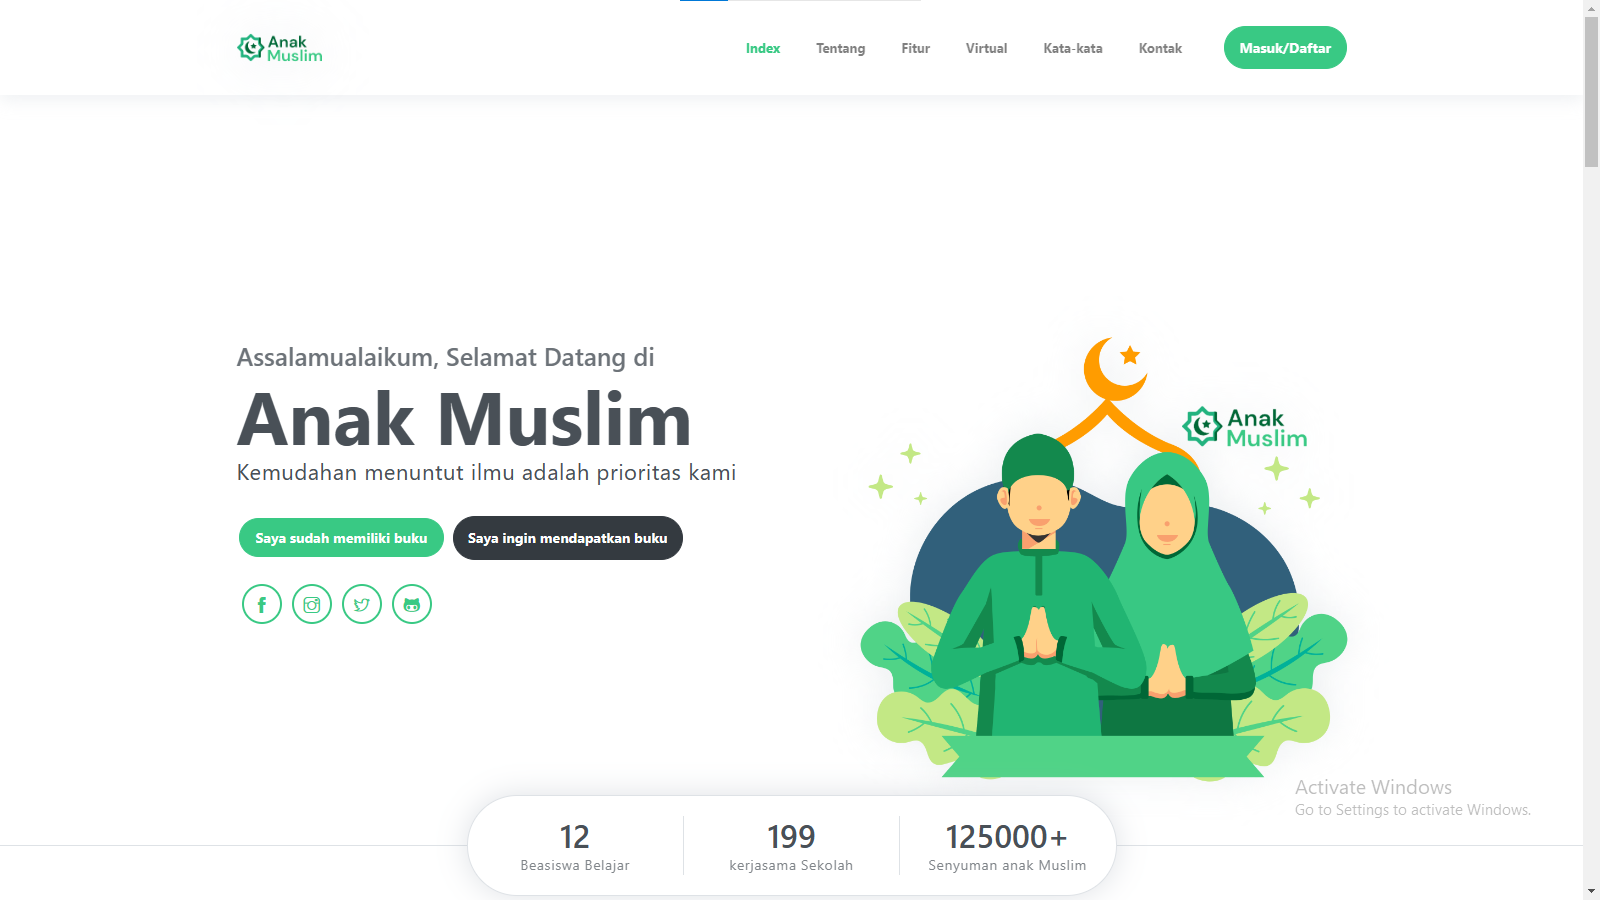 Anak
Muslim
Index
Tentang
Fitur
Virtual
Kata-kata
Kontak
Masuk/Daftar
Assalamualaikum, Selamat Datang di
Anak Muslim
Kemudahan menuntut ilmu adalah prioritas kami
Saya sudah memiliki buku
Saya ingin mendapatkan buku
Anak
Muslim
Activate Windows
Go to Settings to activate Windows.
12
Beasiswa Belajar
199
kerjasama Sekolah
125000+
Senyuman anak Muslim